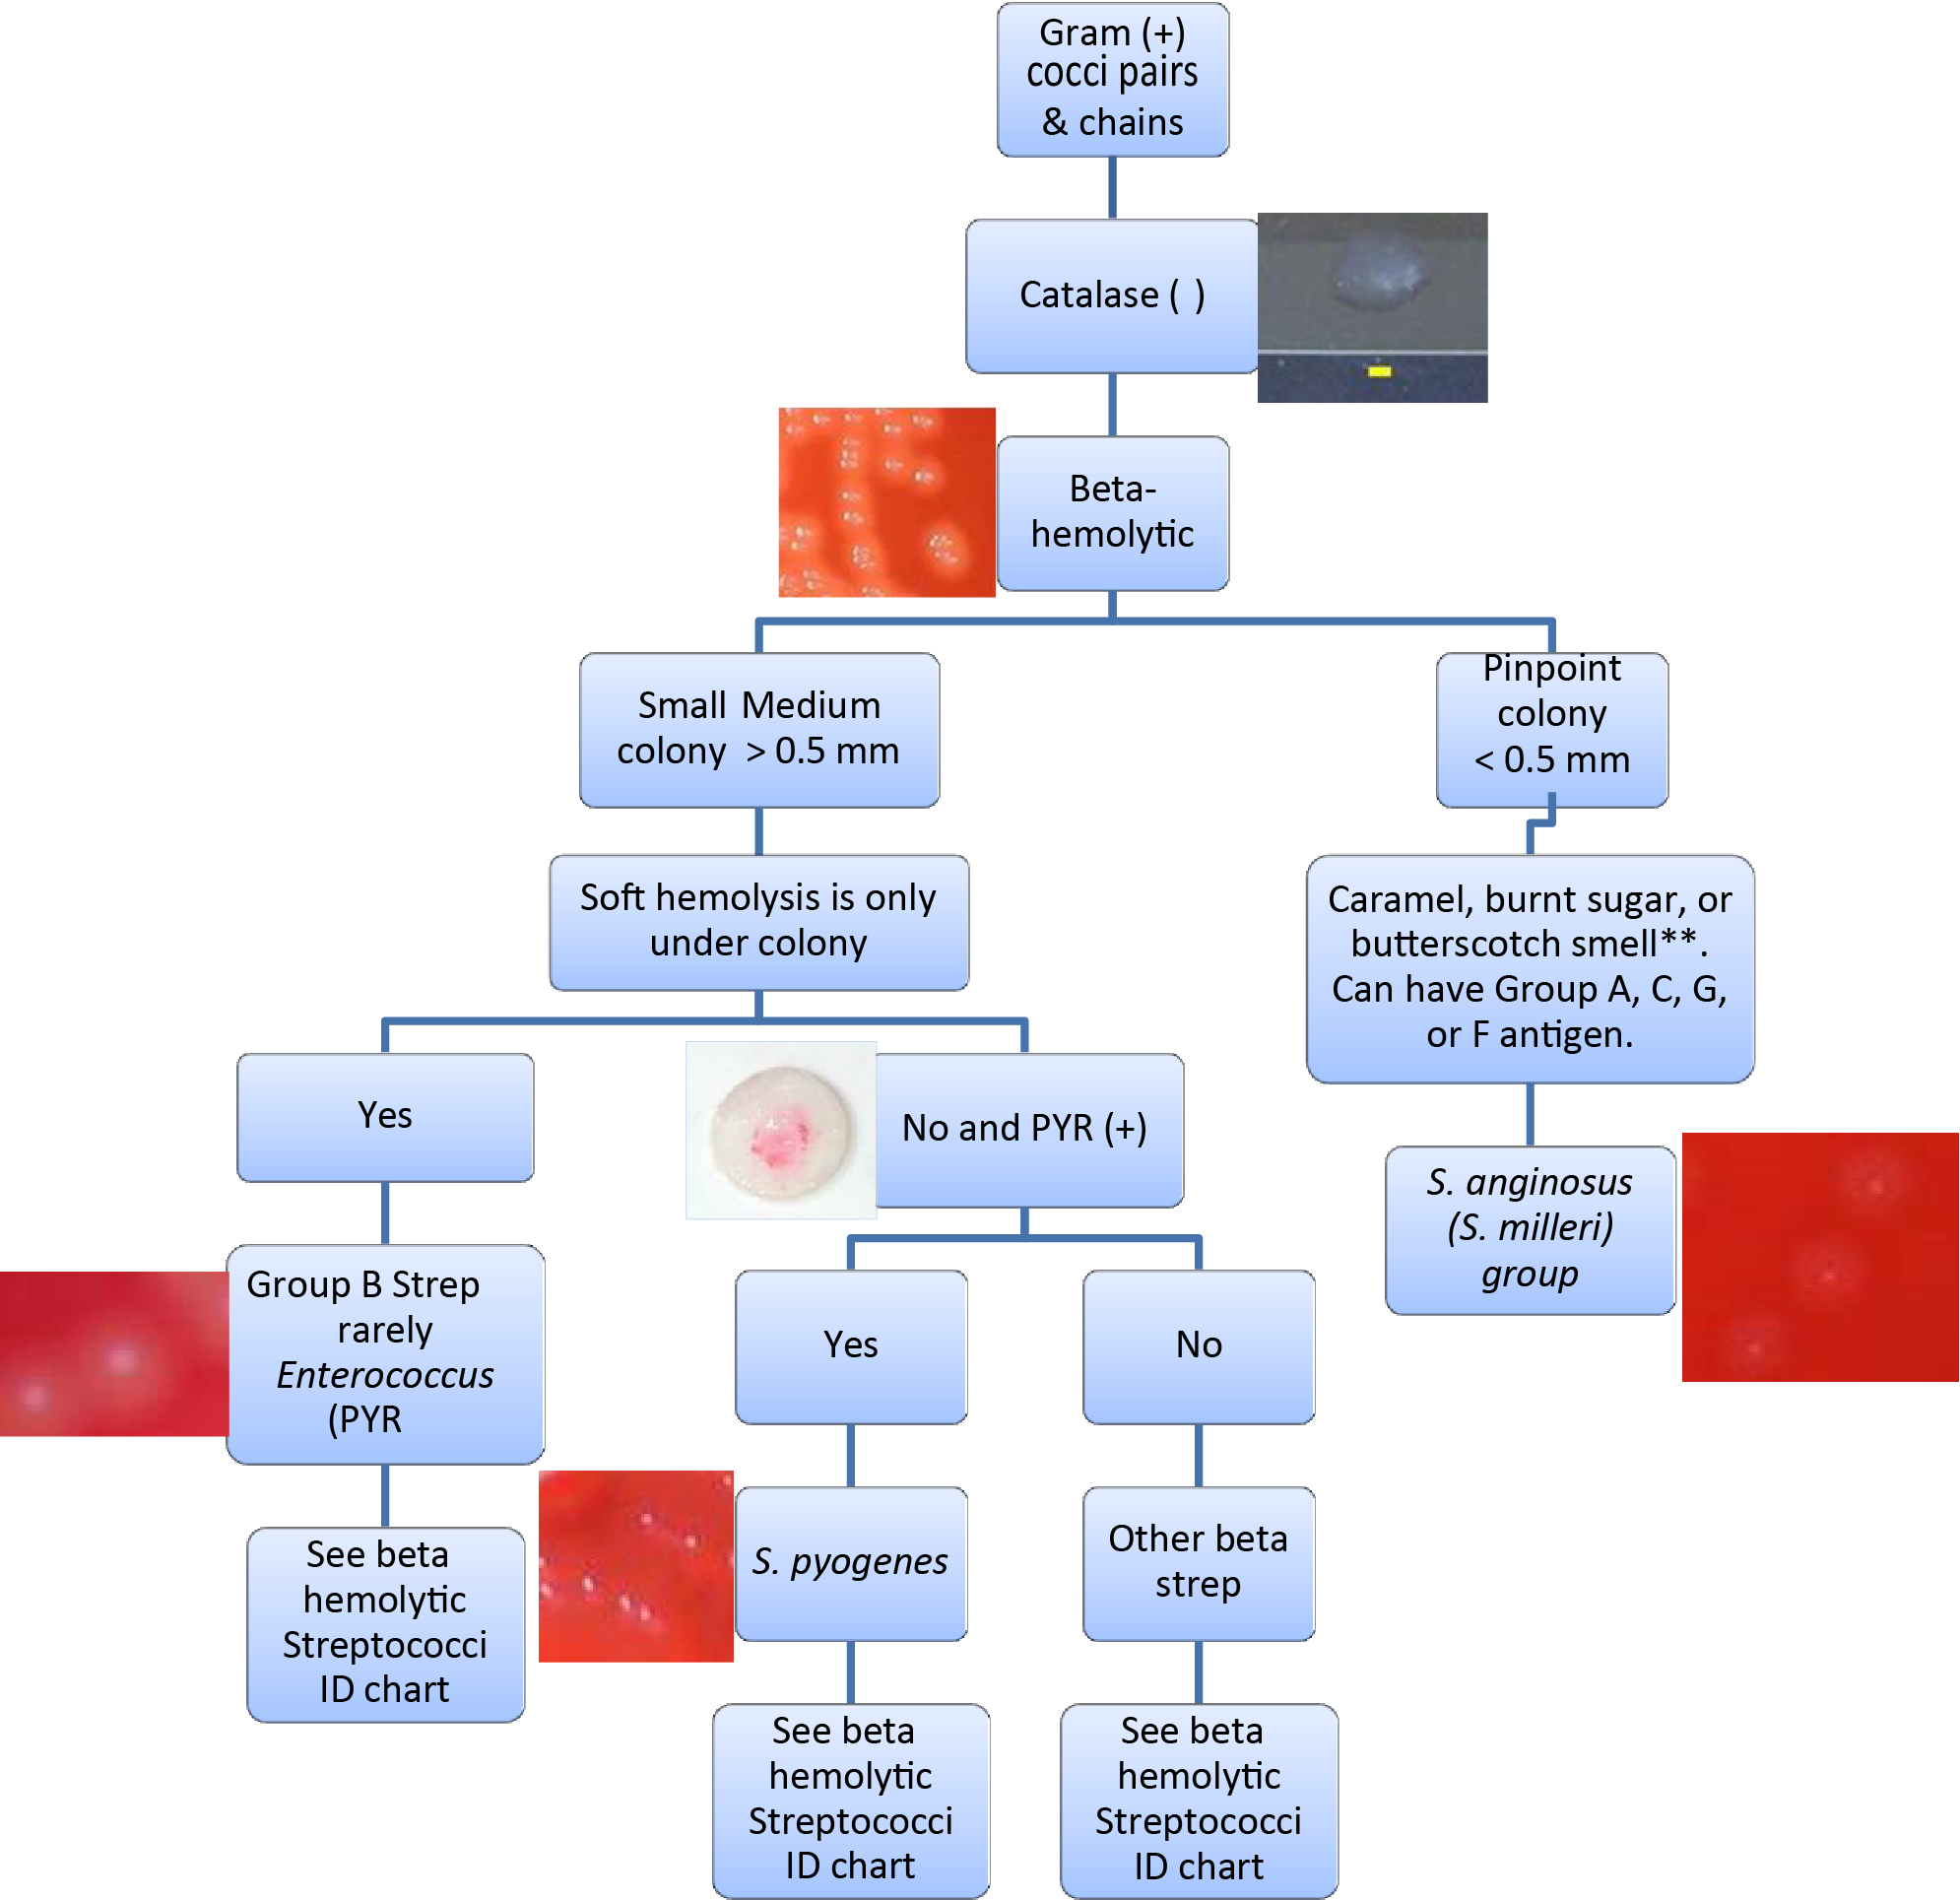 Gram (+)
cocci pairs
& chains
Catalase ( )
Beta-
hemolytic
Small Medium
colony > 0.5 mm
Pinpoint
colony
< 0.5 mm
Soft hemolysis is only
under colony
Caramel, burnt sugar, or
butterscotch smell**.
Can have Group A, C, G,
or F antigen.
Yes
No and PYR (+)
S. anginosus
(S. milleri)
group
Group B Strep
rarely
Enterococcus
(PYR
Yes
No
See beta
hemolytic
Streptococci
ID chart
S. pyogenes
Other beta
strep
See beta
hemolytic
Streptococci
ID chart
See beta
hemolytic
Streptococci
ID chart